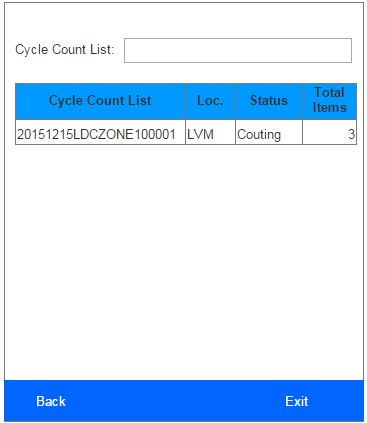 Cycle Count List:
Cycle Count List Loc. Status Total Items
20151215LDCZONE100001 LVM Couting 3
Back Exit